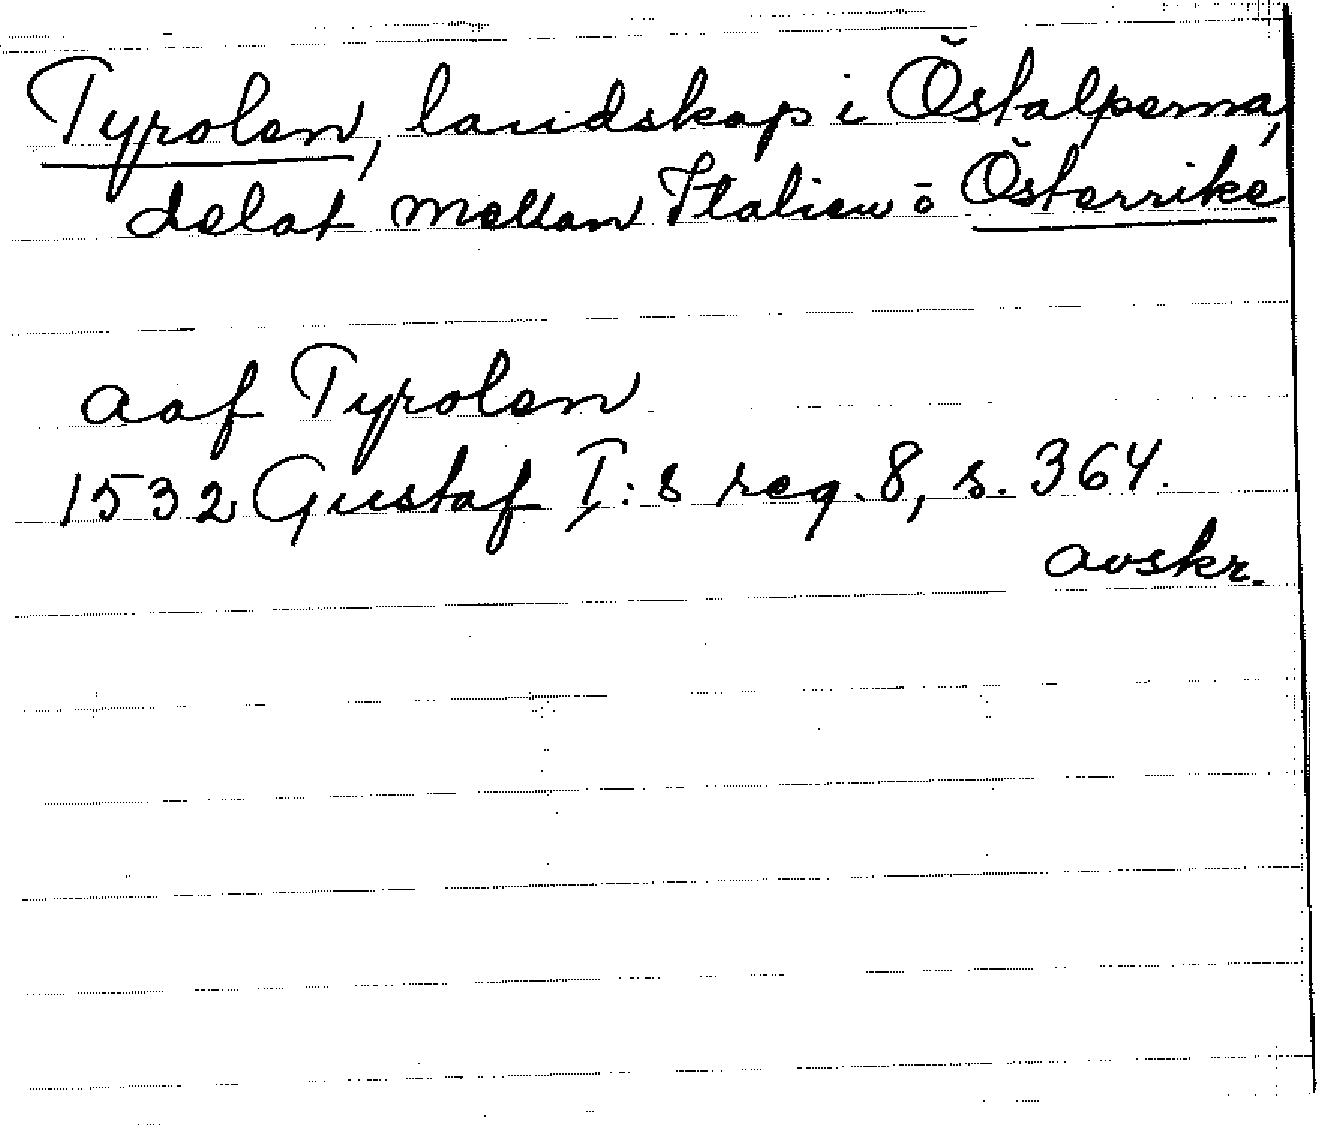 Tyrolen, landskap i Östalperna,
delat mellan Italien o Österrike
aaf Tyrolen
1532 Gustaf I:s reg. 8, s. 364.
avskr.